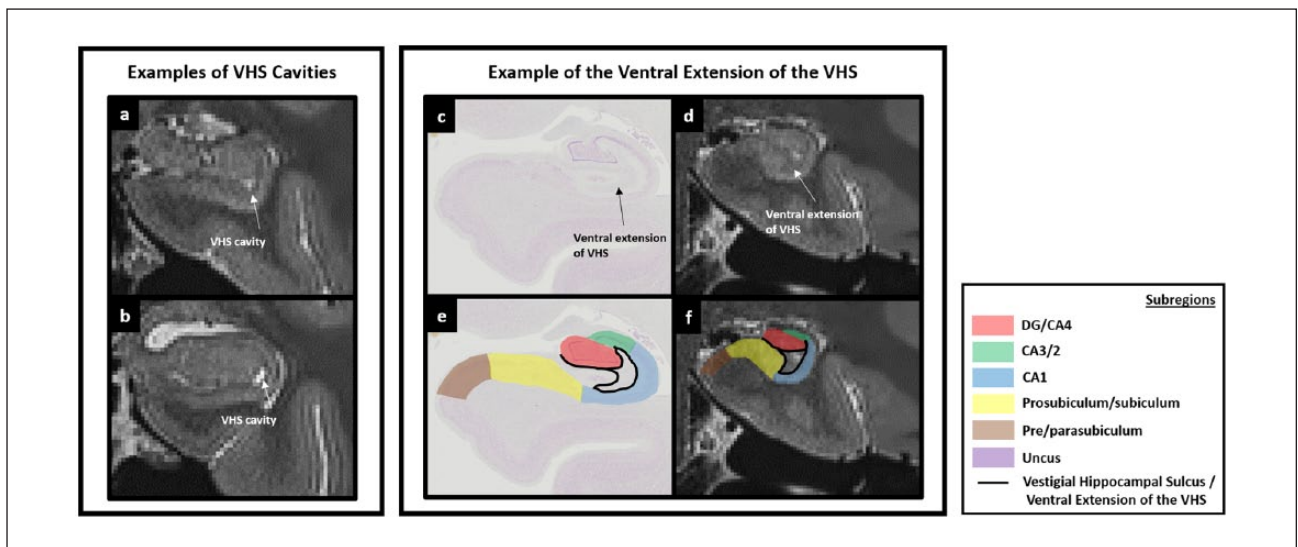 Examples of VHS Cavities
a
VHS cavity
b
VHS cavity
Example of the Ventral Extension of the VHS
c
Ventral extension
of VHS
d
Ventral extension
of VHS
e
f
Subregions
DG/CA4
CA3/2
CA1
Prosubiculum/subiculum
Pre/parasubiculum
Uncus
Vestigial Hippocampal Sulcus /
Ventral Extension of the VHS